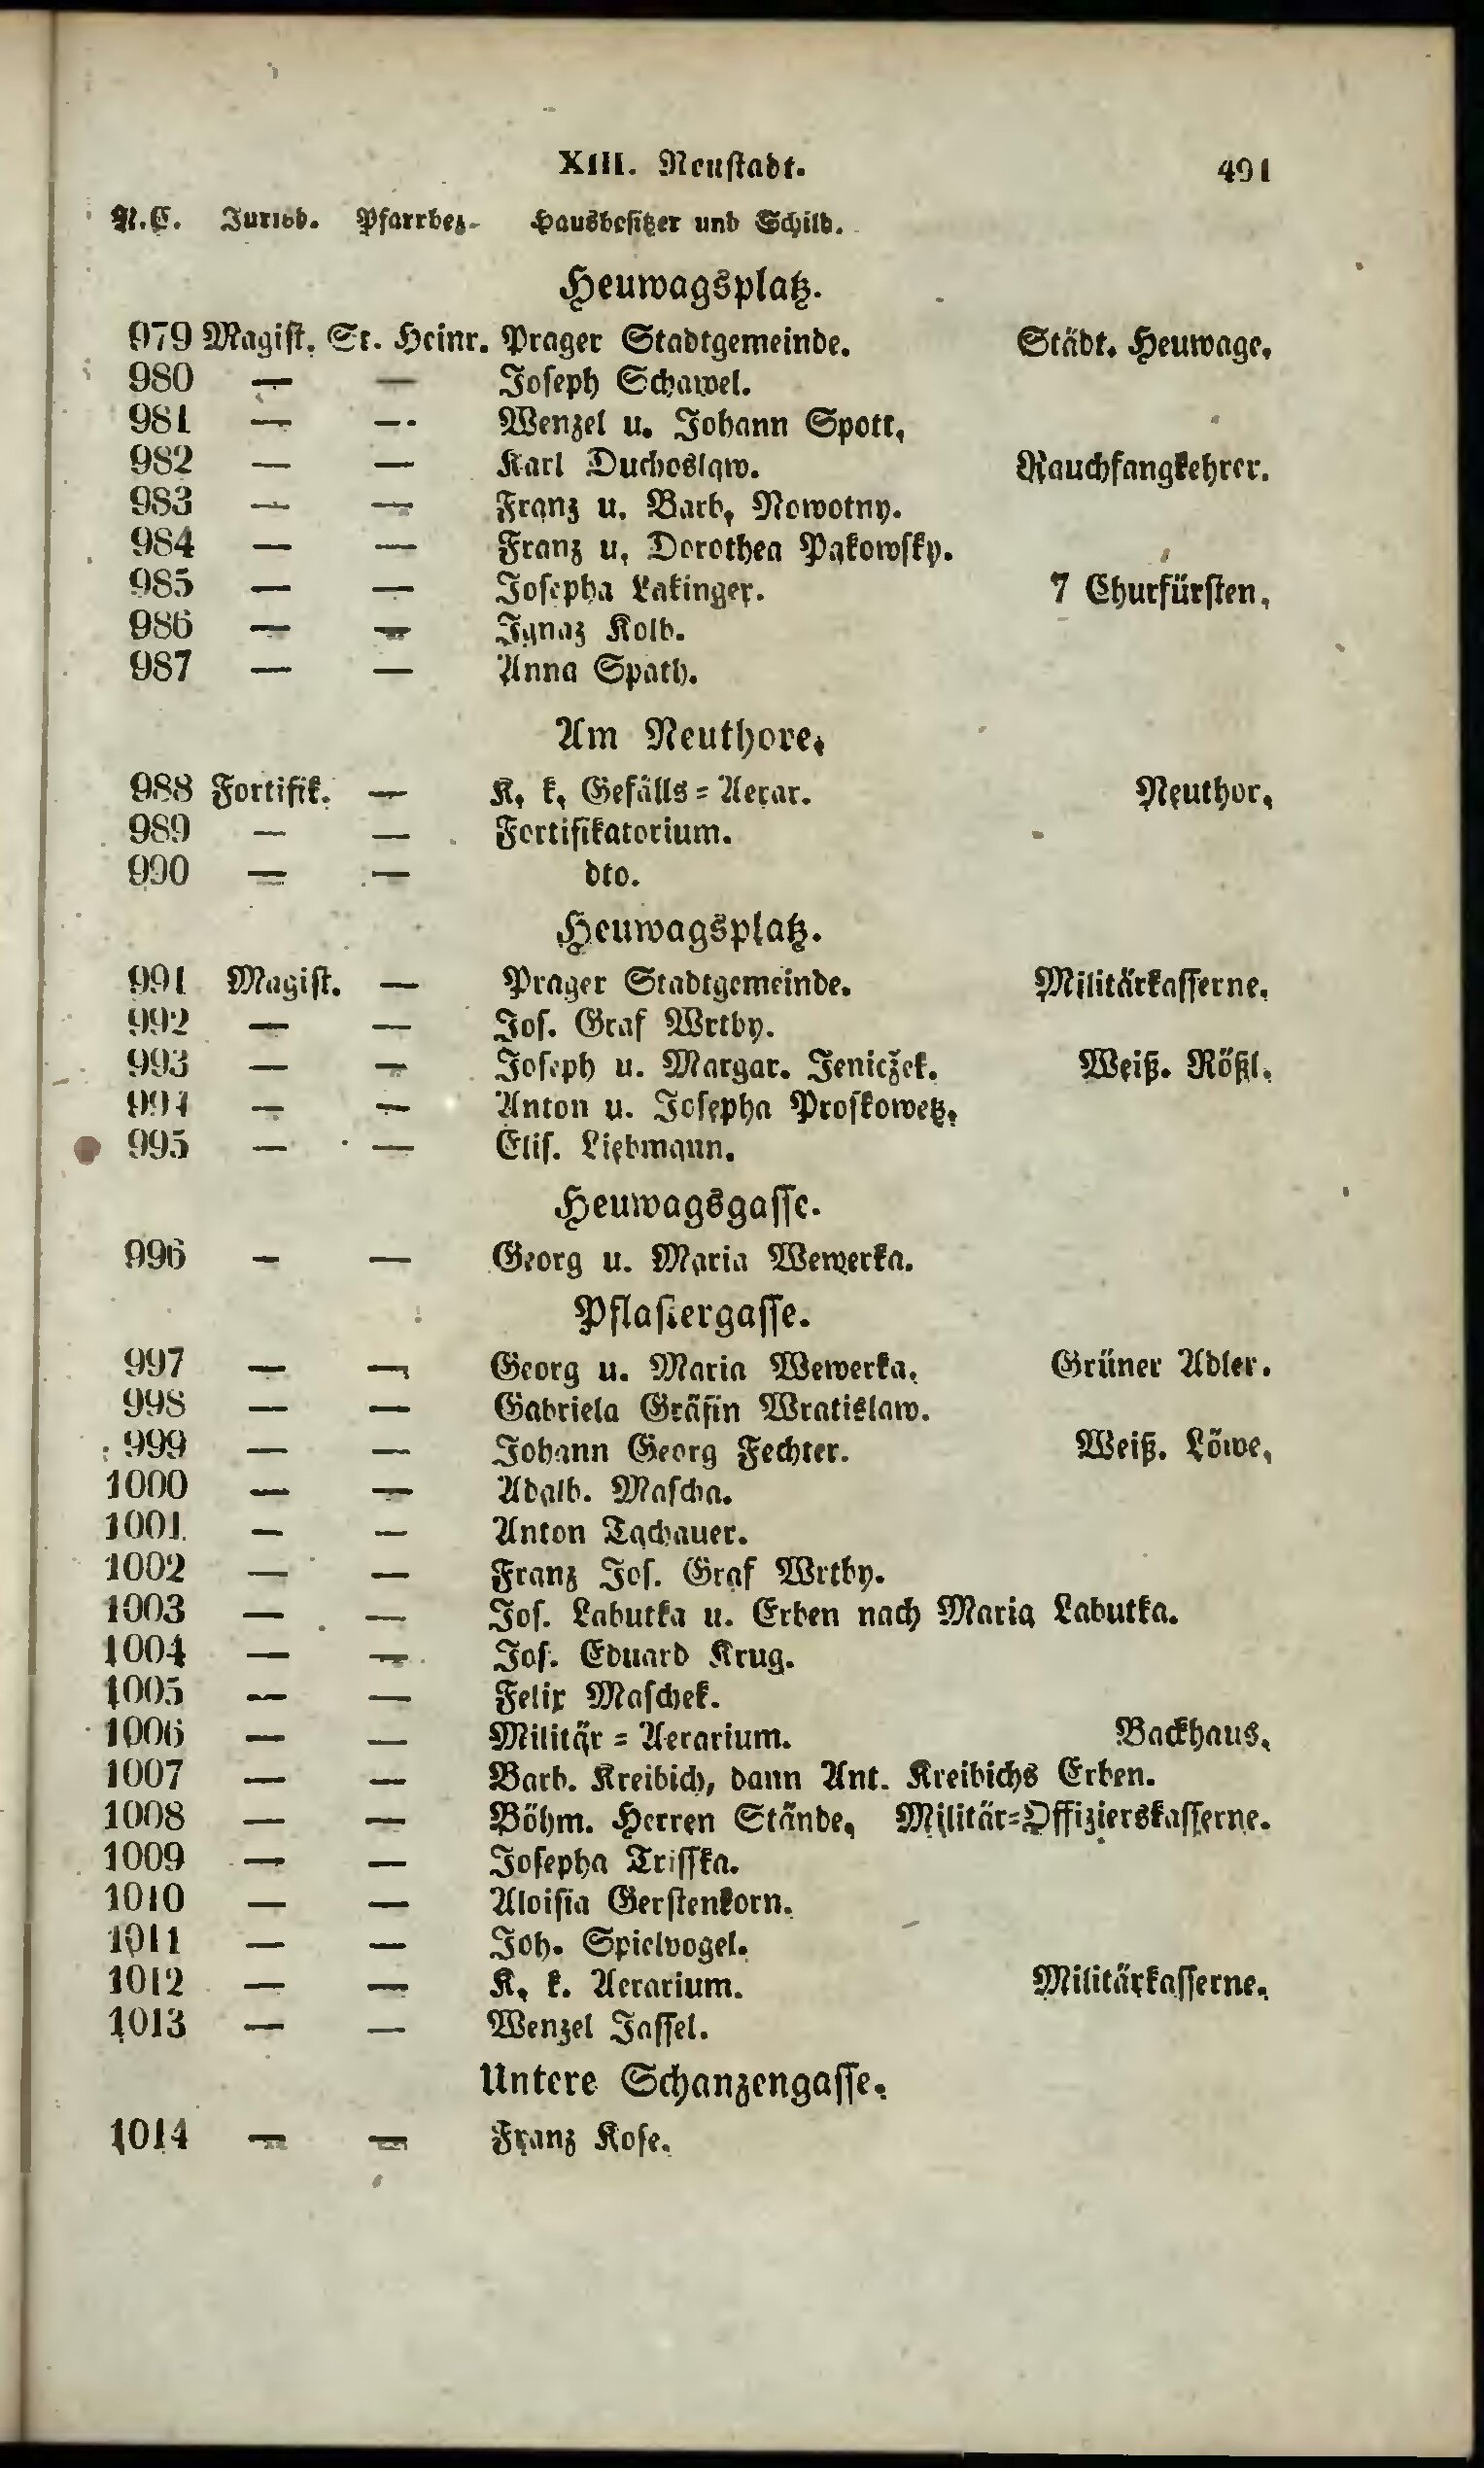 XIII. Neustadt. 491
N.C. Jurisd. Pfarrbez. Hausbesitzer und Schild.
Heuwagsplatz.
979 Magist. St. Heinr. Prager Stadtgemeinde. Städt. Heuwage.
980 — — Joseph Schawel.
981 — — Wenzel u. Johann Spott.
982 — — Karl Duchoslaw. Rauchfangkehrer.
983 — — Franz u. Barb. Nowotny.
984 — — Franz u. Dorothea Pakowsky.
985 — — Josepha Lakinger. 7 Churfürsten.
986 — — Ignaz Kolb.
987 — — Anna Spath.
Am Neuthore.
988 Fortifik. — K. k. Gefälls=Aerar. Neuthor.
989 — — Fortifikatorium.
990 — — dto.
Heuwagsplatz.
991 Magist. — Prager Stadtgemeinde. Militärkasserne.
992 — — Jos. Graf Wrtby.
993 — — Joseph u. Margar. Jeniczek. Weiß. Rößl.
994 — — Anton u. Josepha Proskowetz.
995 — — Elis. Liebmann.
Heuwagsgasse.
996 — — Georg u. Maria Wewerka.
Pflastergasse.
997 — — Georg u. Maria Wewerka. Grüner Adler.
998 — — Gabriela Gräfin Wratislaw.
999 — — Johann Georg Fechter. Weiß. Löwe.
1000 — — Adalb. Mascha.
1001 — — Anton Tachauer.
1002 — — Franz Jos. Graf Wrtby.
1003 — — Jos. Labutka u. Erben nach Maria Labutka.
1004 — — Jos. Eduard Krug.
1005 — — Felix Maschek.
1006 — — Militär=Aerarium. Backhaus.
1007 — — Barb. Kreibich, dann Ant. Kreibichs Erben.
1008 — — Böhm. Herren Stände. Militär=Offizierskasserne.
1009 — — Josepha Trisska.
1010 — — Aloisia Gerstenkorn.
1011 — — Joh. Spielvogel.
1012 — — K. k. Aerarium. Militärkasserne.
1013 — — Wenzel Jassel.
Untere Schanzengasse.
1014 — — Franz Kose.